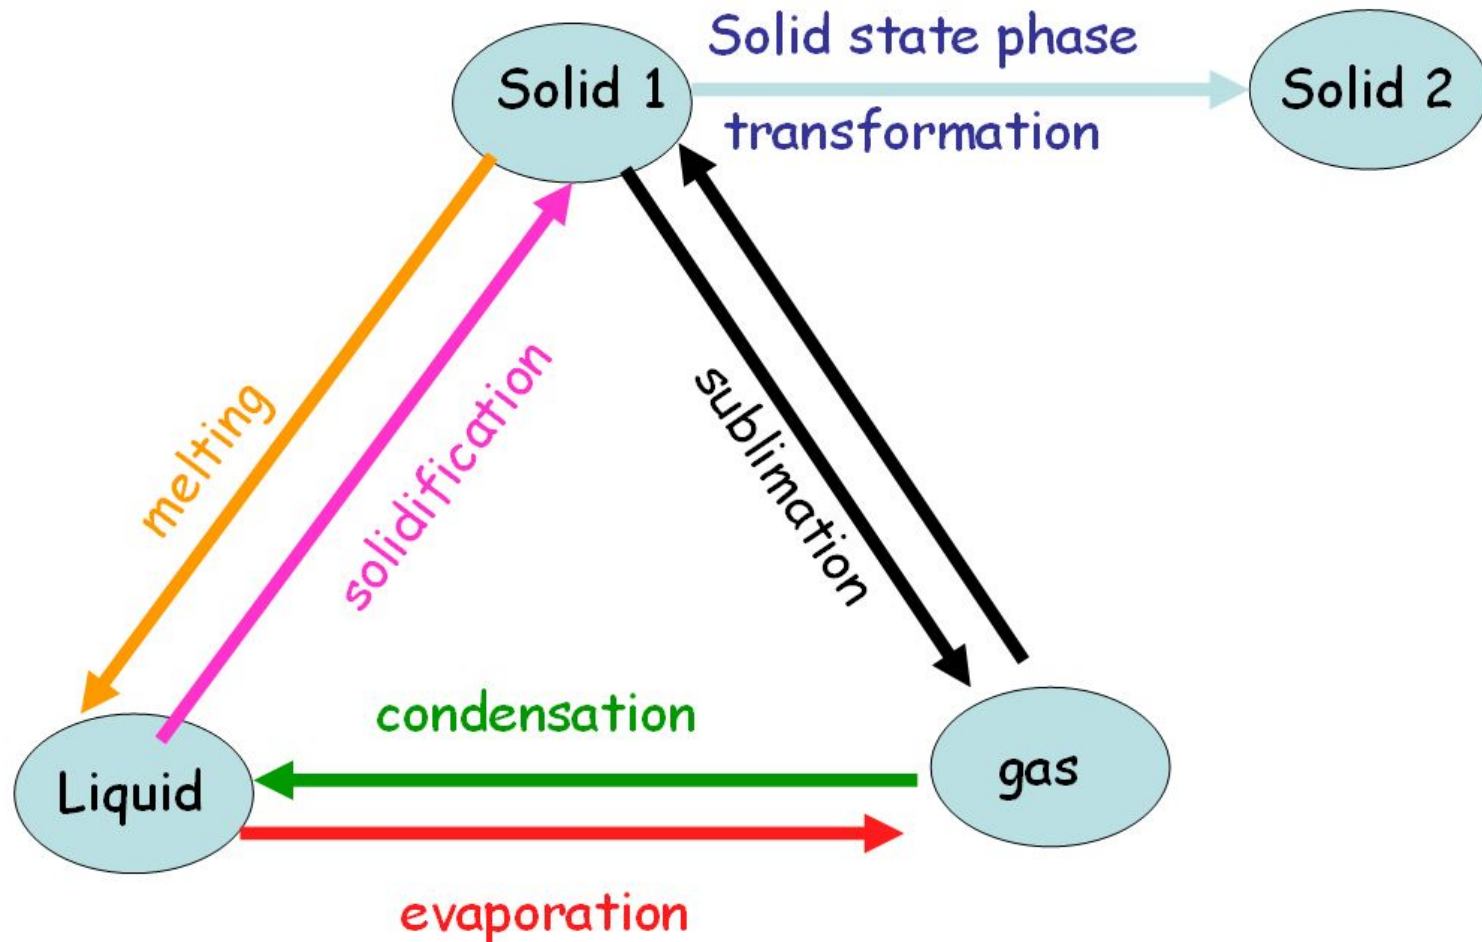 Solid state phase
Solid 1
Solid 2
transformation
melting
solidification
sublimation
condensation
Liquid
gas
evaporation